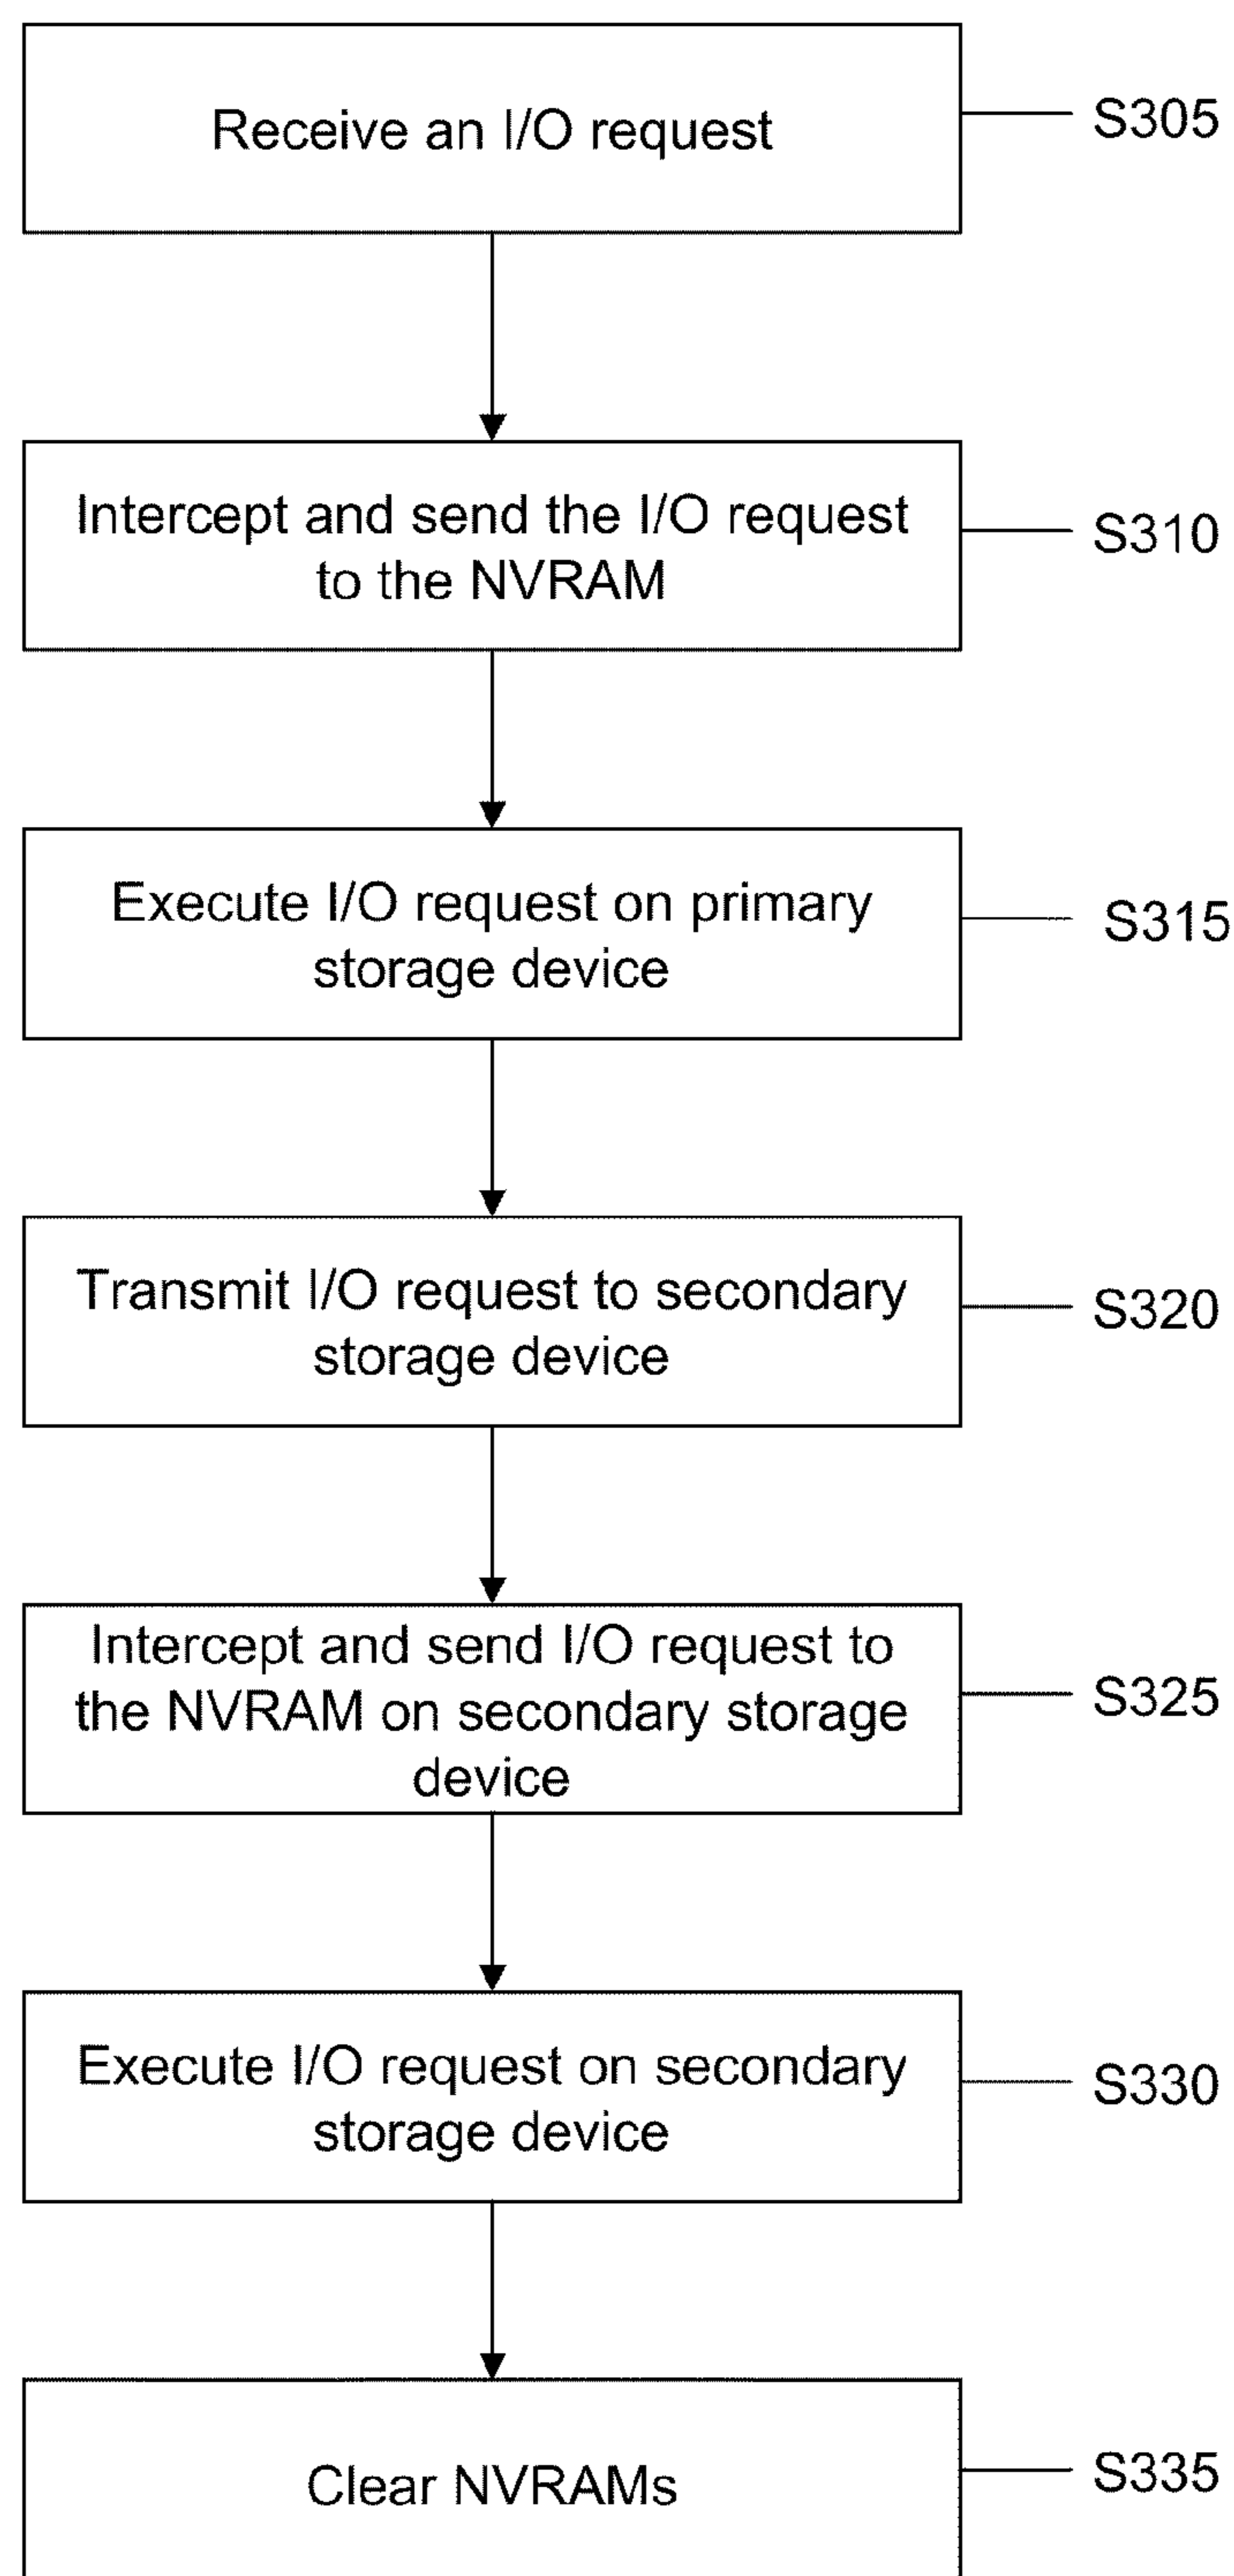 Receive an I/O request
S305
Intercept and send the I/O request
to the NVRAM
S310
Execute I/O request on primary
storage device
S315
Transmit I/O request to secondary
storage device
S320
Intercept and send I/O request to
the NVRAM on secondary storage
device
S325
Execute I/O request on secondary
storage device
S330
Clear NVRAMs
S335